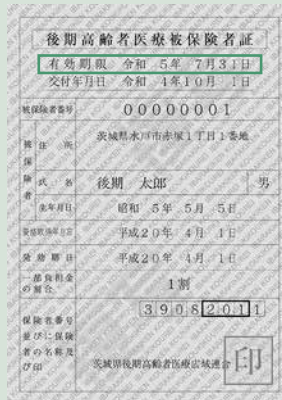 後期高齢者医療被保険者証
有効期限 令和 5年 7月31日
交付年月日 令和 4年10月 1日
被保険者番号 00000001
被保険者
住所 茨城県水戸市赤塚1丁目1番地
氏名 後期 太郎 男
生年月日 昭和 5年 5月 5日
資格取得年月日 平成20年 4月 1日
発効期日 平成20年 4月 1日
一部負担金の割合 1割
保険者番号並びに保険者の名称及び印
39082011
茨城県後期高齢者医療広域連合
印